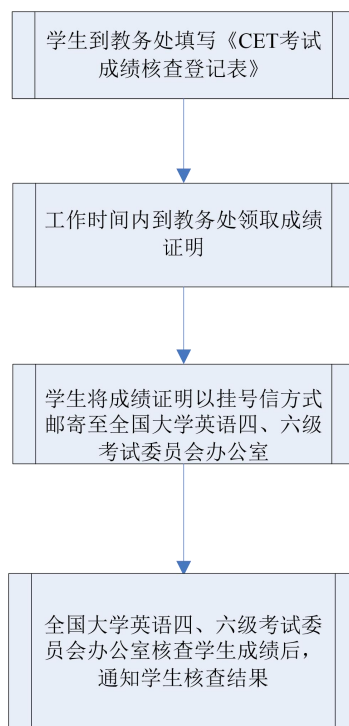 学生到教务处填写《CET考试
成绩核查登记表》
工作时间内到教务处领取成绩
证明
学生将成绩证明以挂号信方式
邮寄至全国大学英语四、六级
考试委员会办公室
全国大学英语四、六级考试委
员会办公室核查学生成绩后，
通知学生核查结果